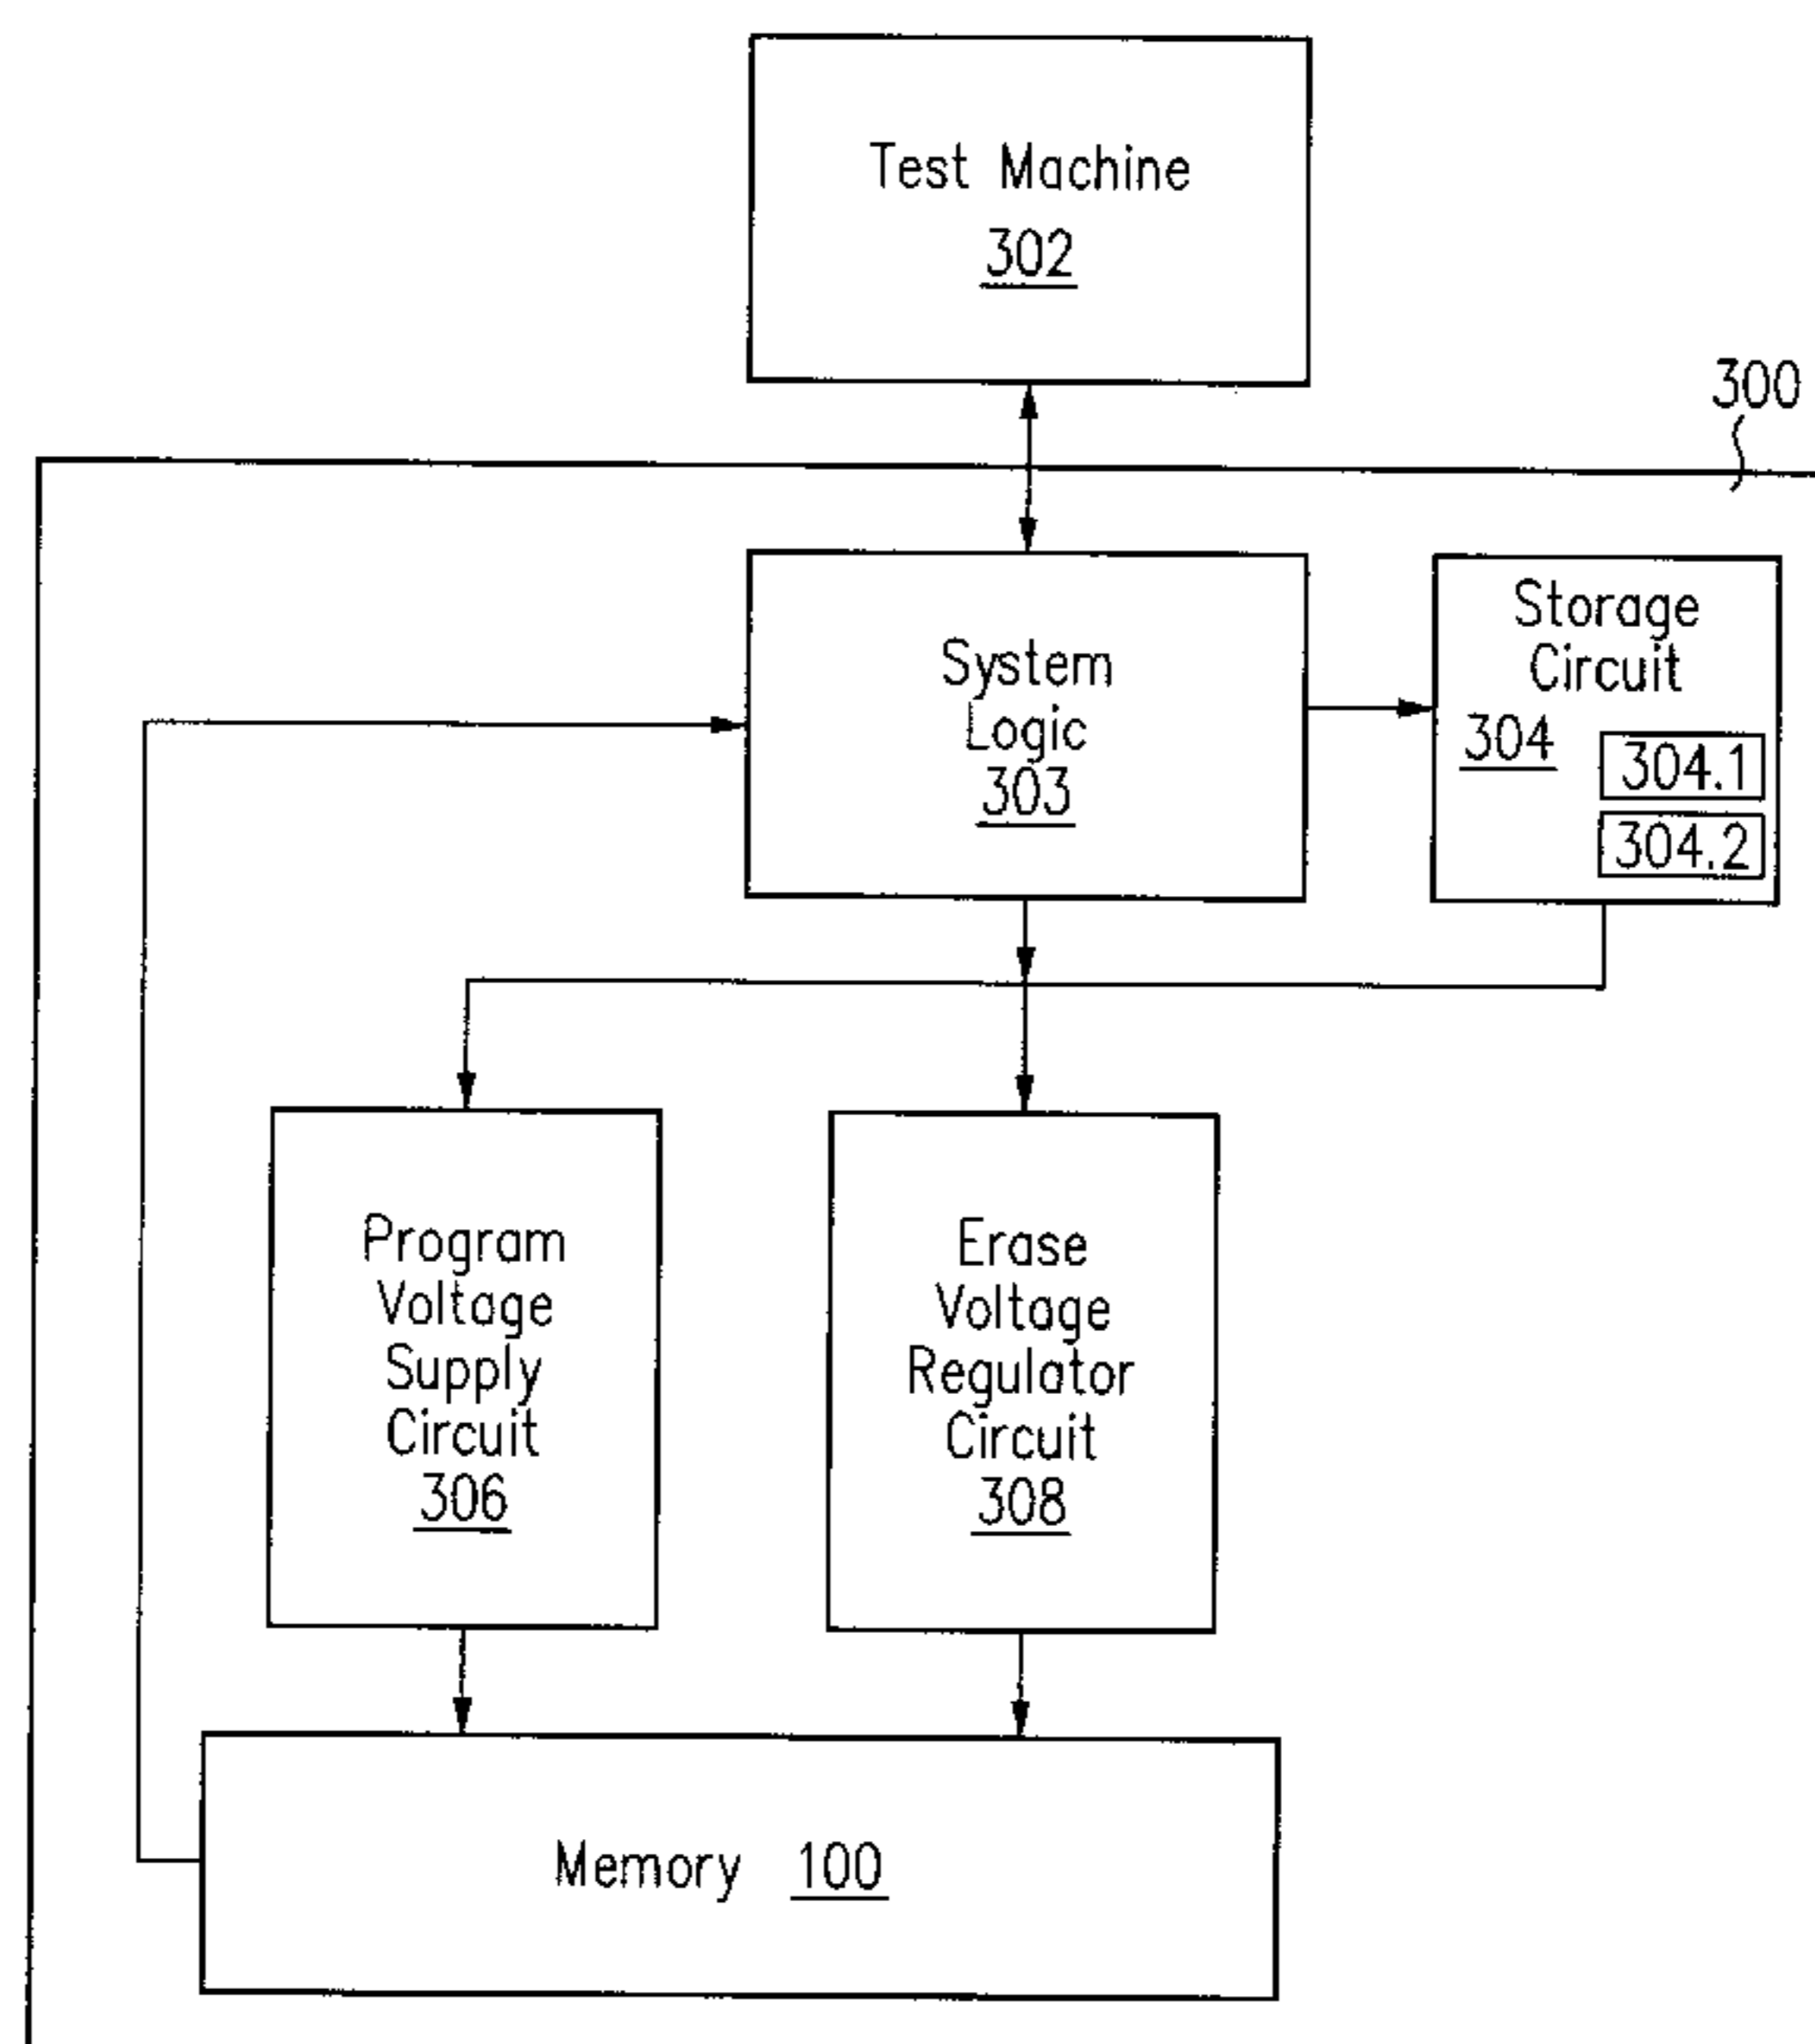 Test Machine
302
300
System
Logic
303
Storage
Circuit
304
304.1
304.2
Program
Voltage
Supply
Circuit
306
Erase
Voltage
Regulator
Circuit
308
Memory 100